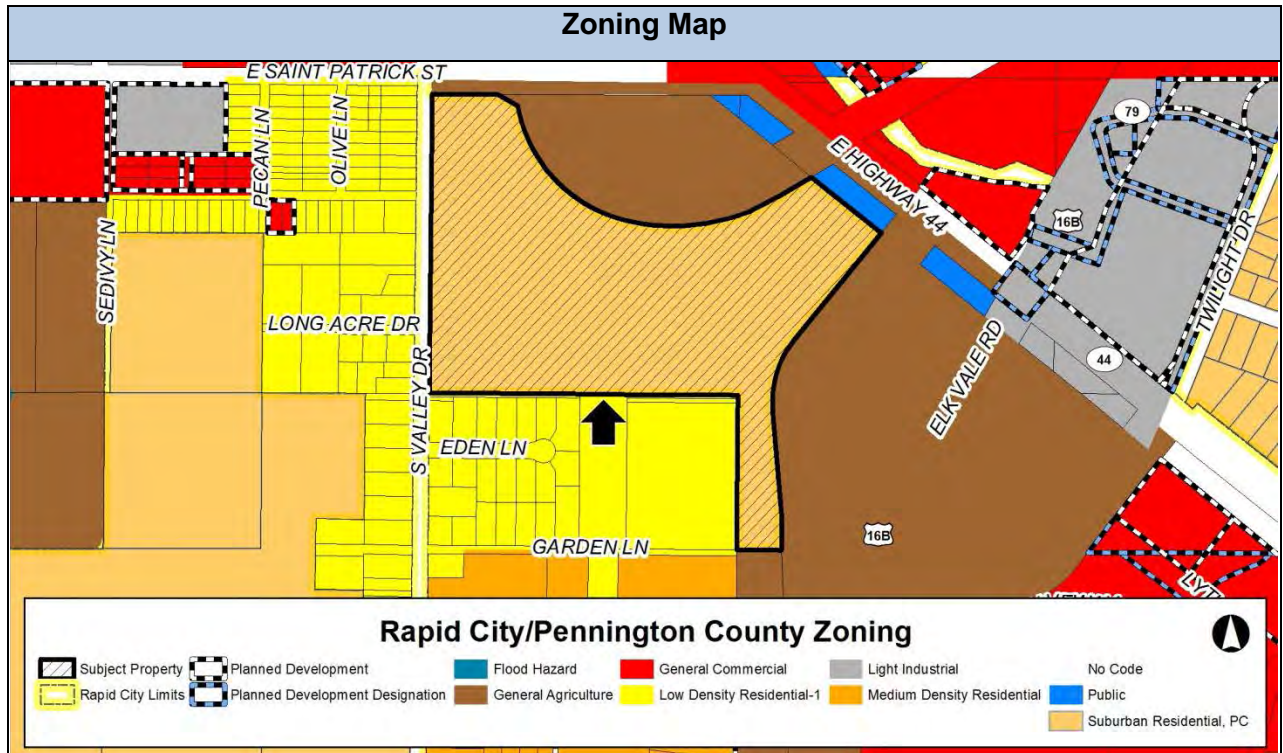 Zoning Map
E SAINT PATRICK ST
PECAN LN
OLIVE LN
SEDIVY LN
LONG ACRE DR
S VALLEY DR
EDEN LN
GARDEN LN
E HIGHWAY 44
79
16B
TWILIGHT DR
ELK VALE RD
44
16B
Rapid City/Pennington County Zoning
Subject Property
Planned Development
Flood Hazard
General Commercial
Light Industrial
No Code
Rapid City Limits
Planned Development Designation
General Agriculture
Low Density Residential-1
Medium Density Residential
Public
Suburban Residential, PC